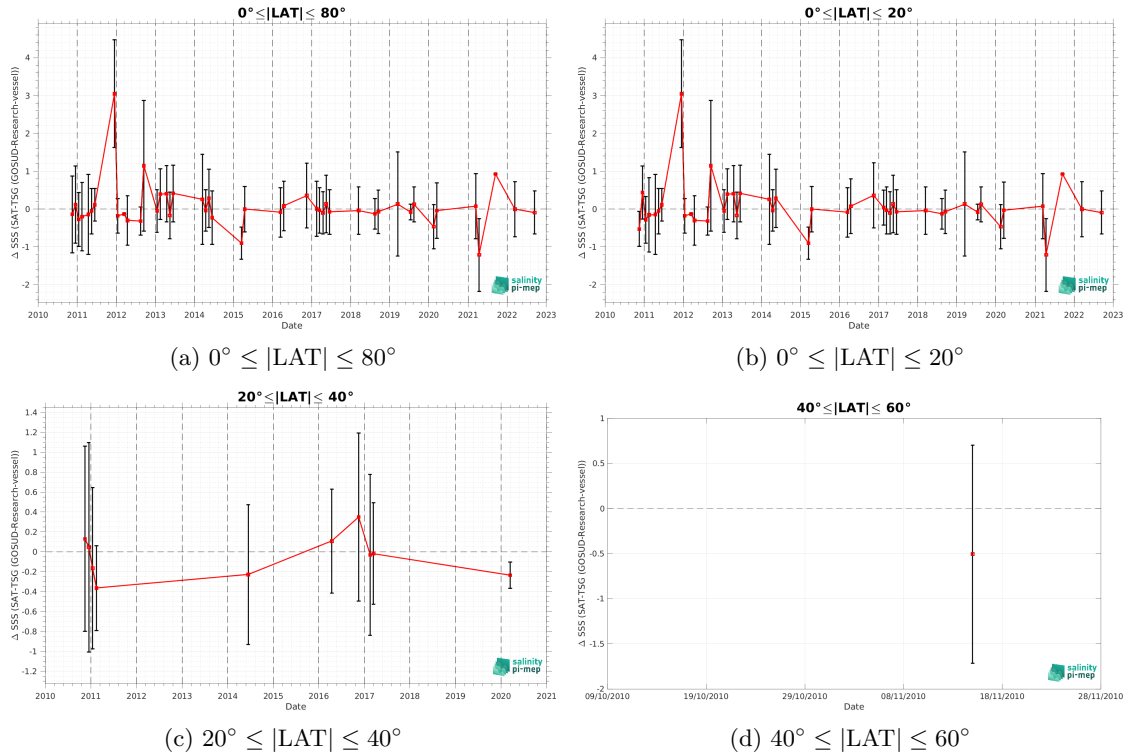 0°≤|LAT|≤ 80°
Δ SSS (SAT-TSG (GOSUD-Research-vessel))
4
3
2
1
0
-1
-2
2010 2011 2012 2013 2014 2015 2016 2017 2018 2019 2020 2021 2022 2023
Date
salinity
pi-mep
(a) 0° ≤ |LAT| ≤ 80°
0°≤|LAT|≤ 20°
Δ SSS (SAT-TSG (GOSUD-Research-vessel))
4
3
2
1
0
-1
-2
2010 2011 2012 2013 2014 2015 2016 2017 2018 2019 2020 2021 2022 2023
Date
salinity
pi-mep
(b) 0° ≤ |LAT| ≤ 20°
20°≤|LAT|≤ 40°
Δ SSS (SAT-TSG (GOSUD-Research-vessel))
1.4
1.2
1
0.8
0.6
0.4
0.2
0
-0.2
-0.4
-0.6
-0.8
-1
-1.2
2010 2011 2012 2013 2014 2015 2016 2017 2018 2019 2020 2021
Date
salinity
pi-mep
(c) 20° ≤ |LAT| ≤ 40°
40°≤|LAT|≤ 60°
Δ SSS (SAT-TSG (GOSUD-Research-vessel))
1
0.5
0
-0.5
-1
-1.5
-2
09/10/2010 19/10/2010 29/10/2010 08/11/2010 18/11/2010 28/11/2010
Date
salinity
pi-mep
(d) 40° ≤ |LAT| ≤ 60°